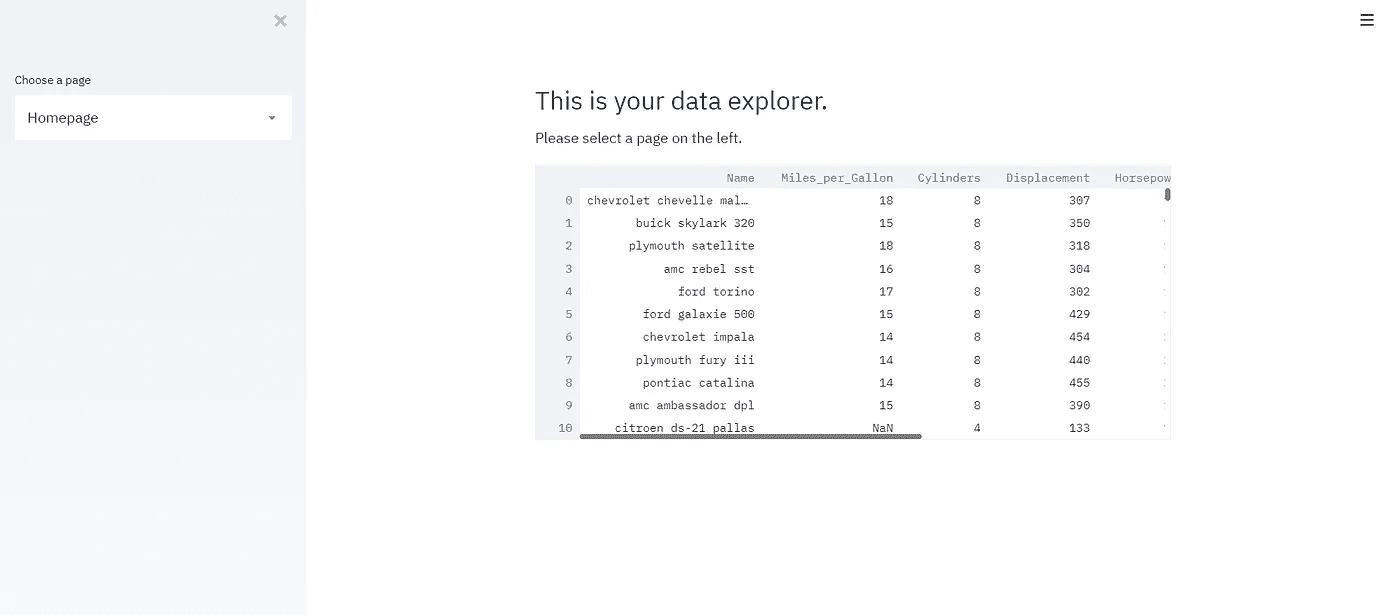 Choose a page
Homepage
This is your data explorer.
Please select a page on the left.
Name Miles_per_Gallon Cylinders Displacement Horsepow
0 chevrolet chevelle mal… 18 8 307
1 buick skylark 320 15 8 350
2 plymouth satellite 18 8 318
3 amc rebel sst 16 8 304
4 ford torino 17 8 302
5 ford galaxie 500 15 8 429
6 chevrolet impala 14 8 454
7 plymouth fury iii 14 8 440
8 pontiac catalina 14 8 455
9 amc ambassador dpl 15 8 390
10 citroen ds-21 pallas NaN 4 133